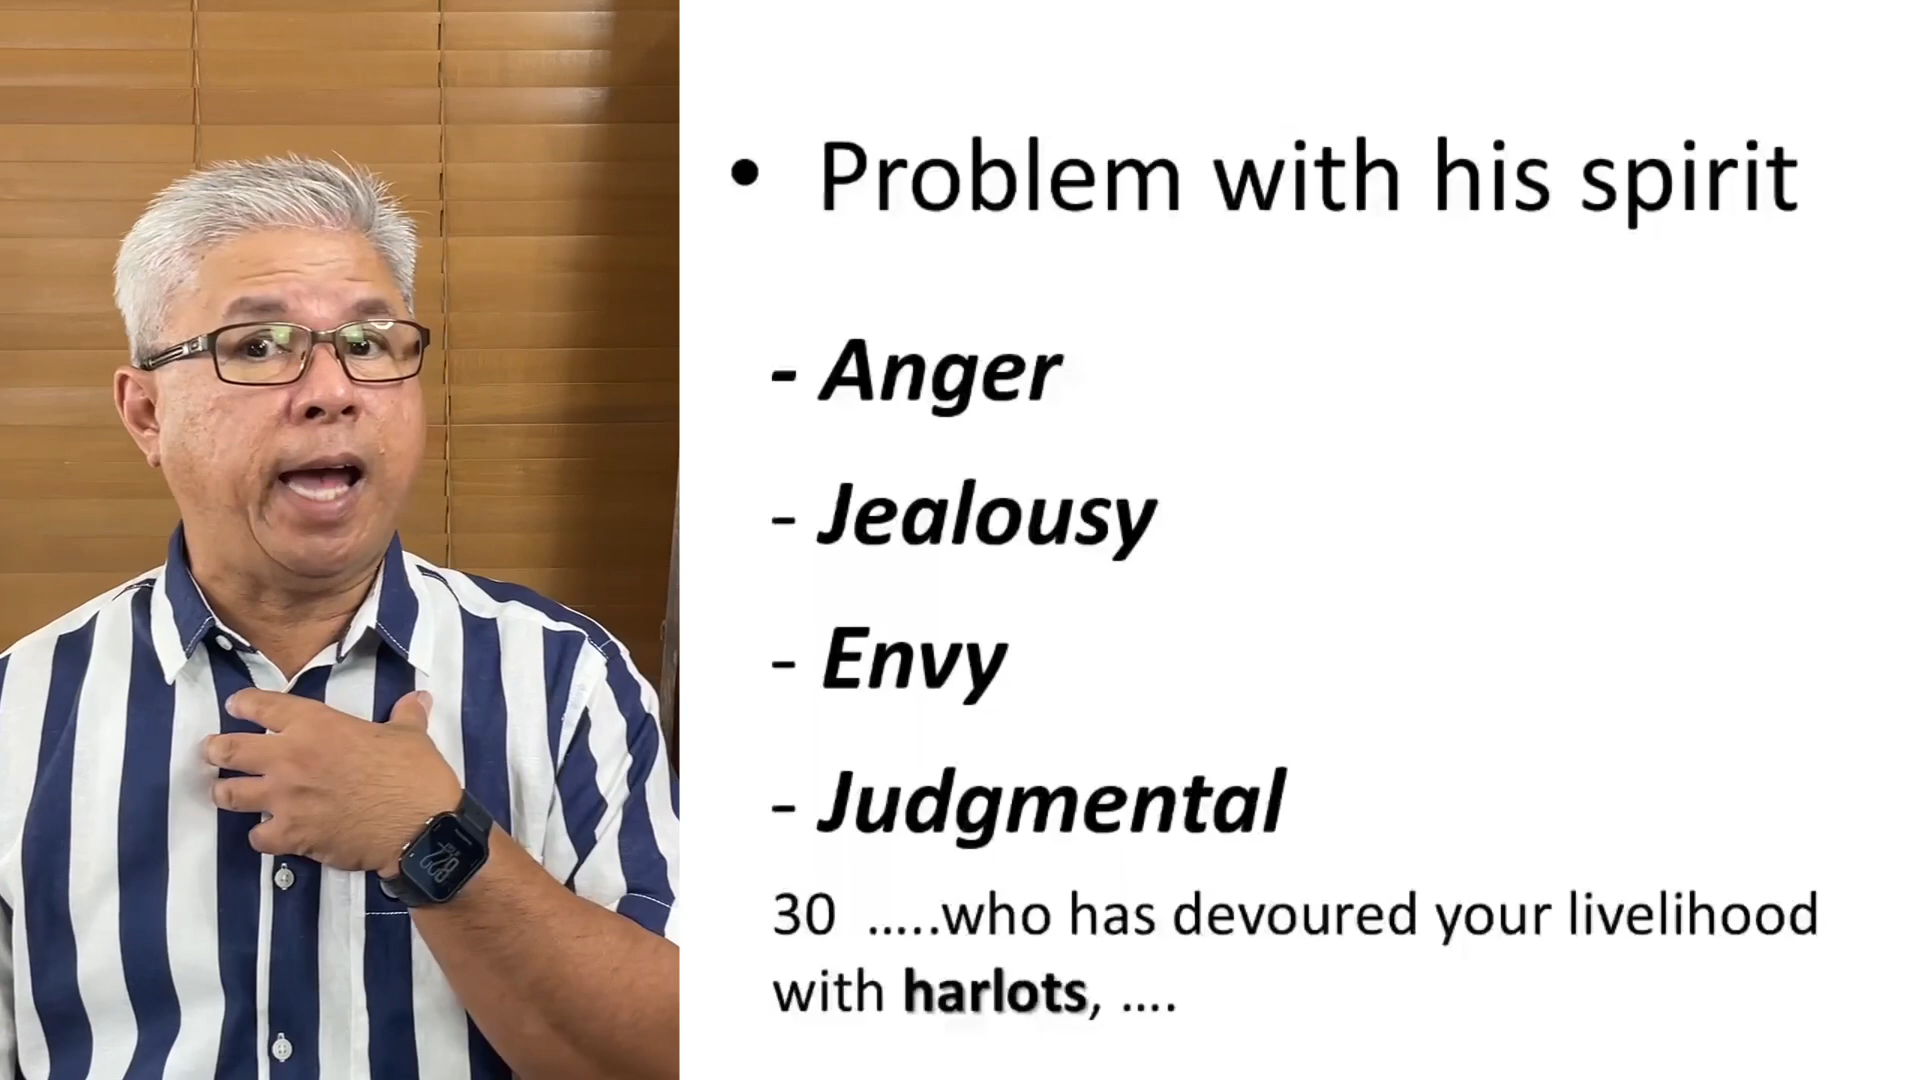 • Problem with his spirit
- Anger
- Jealousy
- Envy
- Judgmental
30 .....who has devoured your livelihood
with harlots, ....